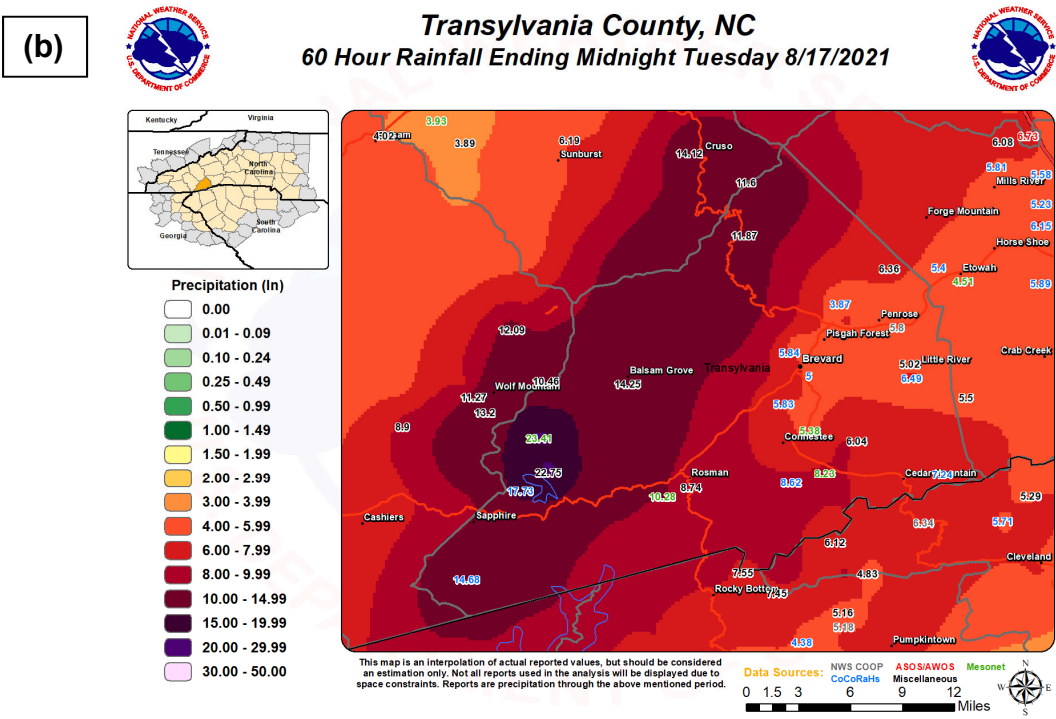 (b)
NATIONAL WEATHER SERVICE
U.S. DEPARTMENT OF COMMERCE
Transylvania County, NC
60 Hour Rainfall Ending Midnight Tuesday 8/17/2021
NATIONAL WEATHER SERVICE
U.S. DEPARTMENT OF COMMERCE
Kentucky
Virginia
Tennessee
North Carolina
South Carolina
Georgia
Precipitation (In)
0.00
0.01 - 0.09
0.10 - 0.24
0.25 - 0.49
0.50 - 0.99
1.00 - 1.49
1.50 - 1.99
2.00 - 2.99
3.00 - 3.99
4.00 - 5.99
6.00 - 7.99
8.00 - 9.99
10.00 - 14.99
15.00 - 19.99
20.00 - 29.99
30.00 - 50.00
3.93
4.02
3.89
6.19
Sunburst
14.12
Cruso
6.08
6.73
5.81
5.58
Mills River
11.6
5.23
Forge Mountain
6.15
11.87
Horse Shoe
6.36
5.4
Etowah
4.51
5.89
3.87
Penrose
12.09
Pisgah Forest
5.8
5.84
Brevard
Crab Creek
Transylvania
5.02
Little River
Balsam Grove
5
6.49
10.46
Wolf Mountain
14.25
11.27
5.5
13.2
5.83
8.9
23.41
5.38
Connestee
6.04
22.75
Rosman
8.23
Cedar Mountain
7.24
17.73
8.74
8.62
10.28
5.29
Cashiers
Sapphire
6.34
5.71
6.12
Cleveland
14.68
7.55
4.83
Rocky Bottom
7.45
5.16
5.18
4.38
Pumpkintown
This map is an interpolation of actual reported values, but should be considered
an estimation only. Not all reports used in the analysis will be displayed due to
space constraints. Reports are precipitation through the above mentioned period.
Data Sources: NWS COOP ASOS/AWOS Mesonet
CoCoRaHs Miscellaneous
0 1.5 3 6 9 12
Miles
N
W E
S